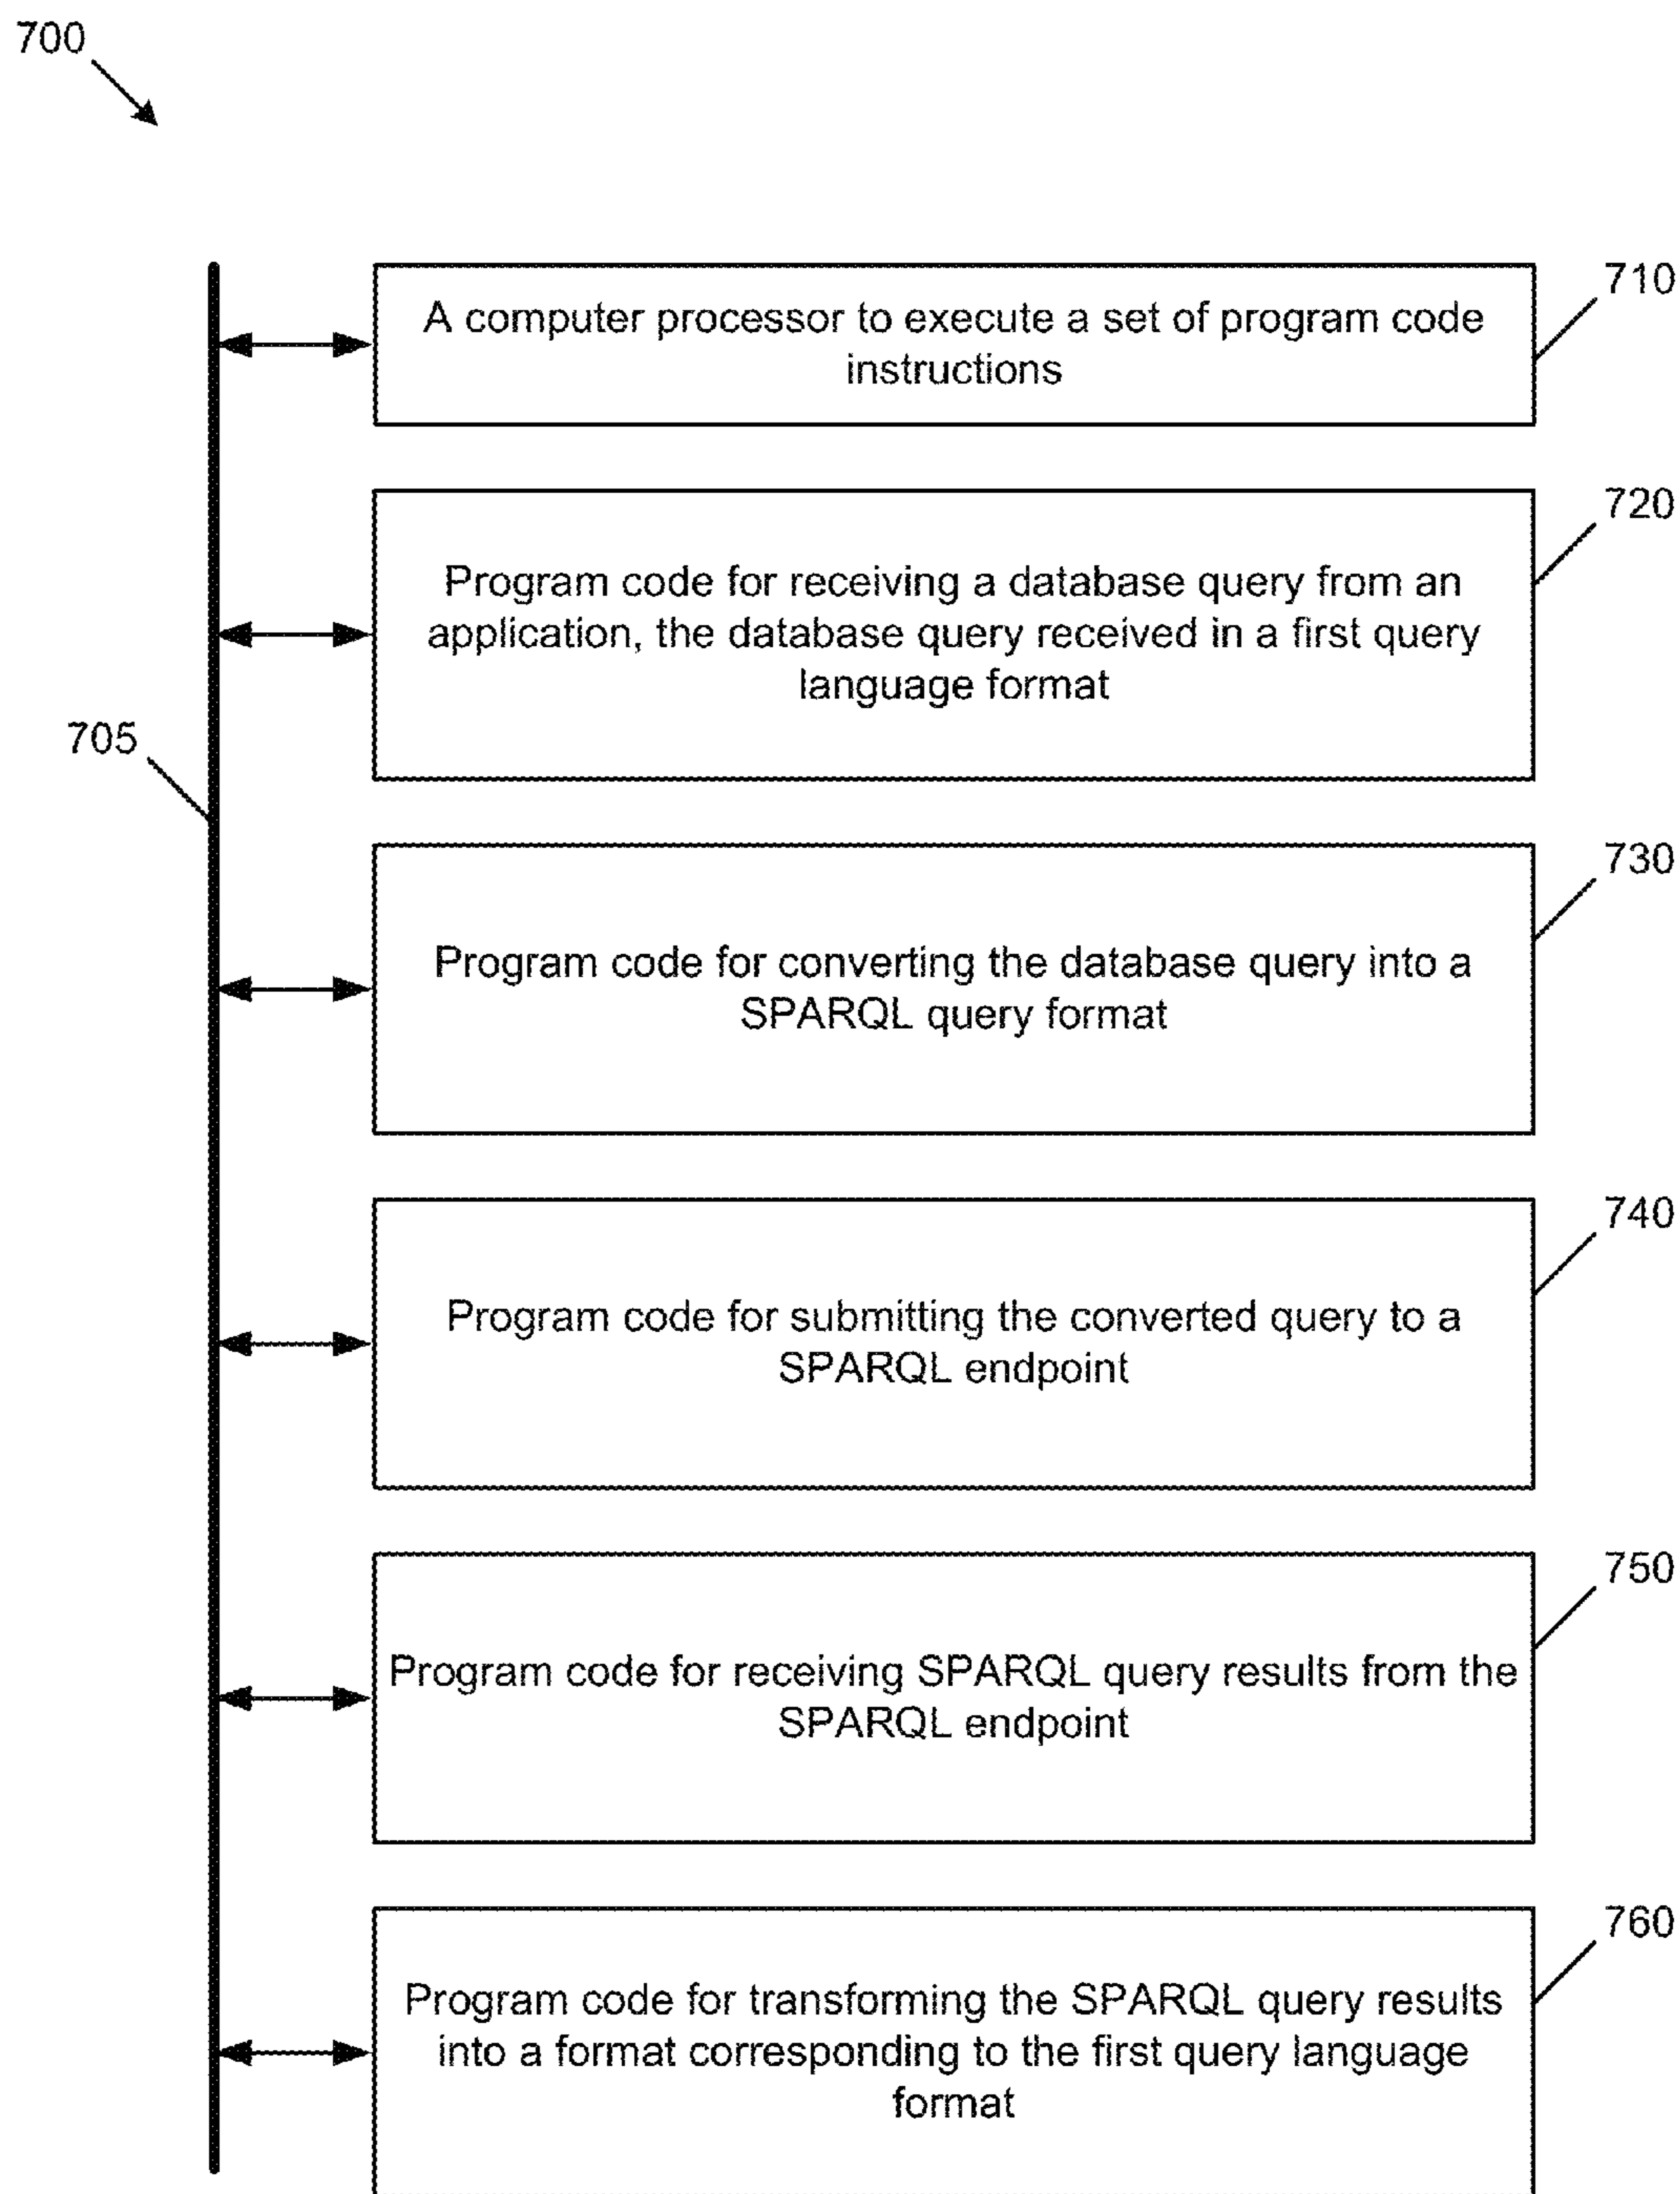 700
A computer processor to execute a set of program code
instructions
710
Program code for receiving a database query from an
application, the database query received in a first query
language format
720
705
Program code for converting the database query into a
SPARQL query format
730
Program code for submitting the converted query to a
SPARQL endpoint
740
Program code for receiving SPARQL query results from the
SPARQL endpoint
750
Program code for transforming the SPARQL query results
into a format corresponding to the first query language
format
760